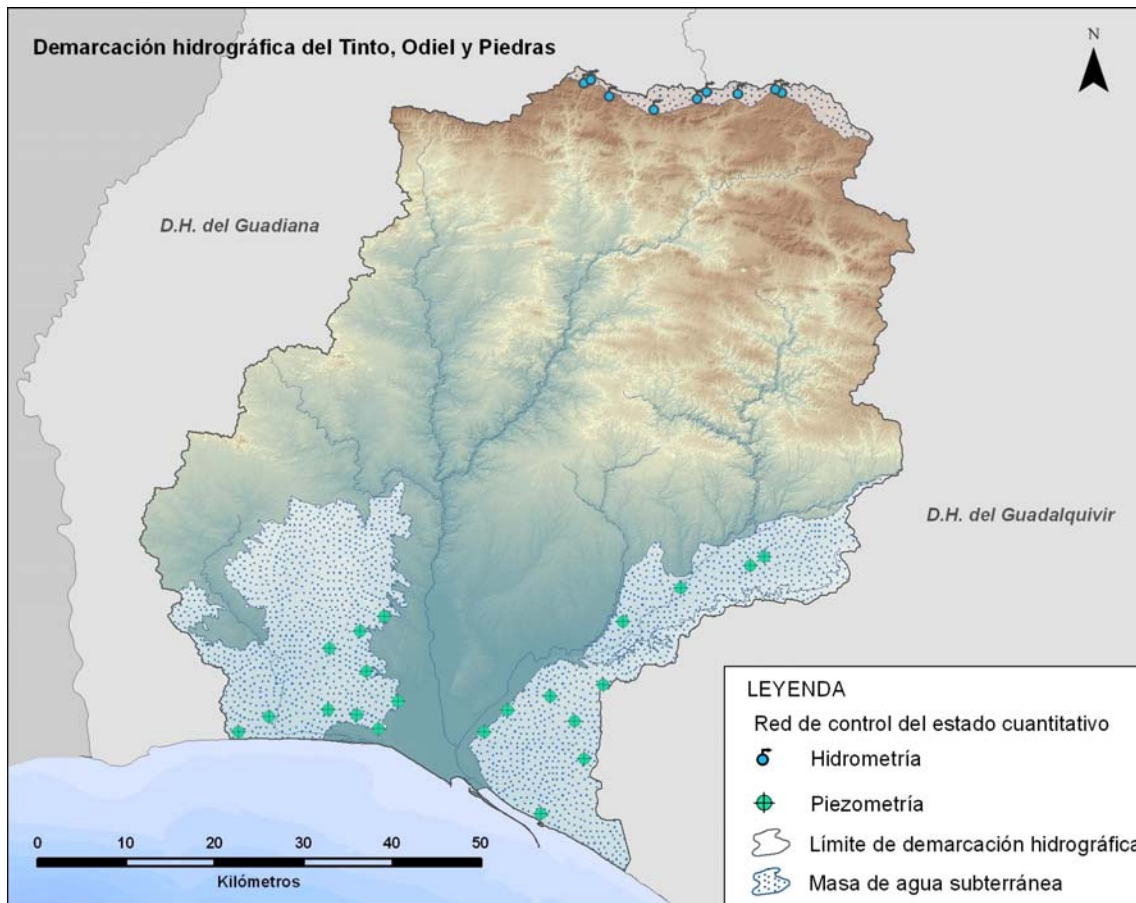 Demarcación hidrográfica del Tinto, Odiel y Piedras
N
D.H. del Guadiana
D.H. del Guadalquivir
LEYENDA
Red de control del estado cuantitativo
Hidrometría
Piezometría
Límite de demarcación hidrográfica
Masa de agua subterránea
0 10 20 30 40 50
Kilómetros